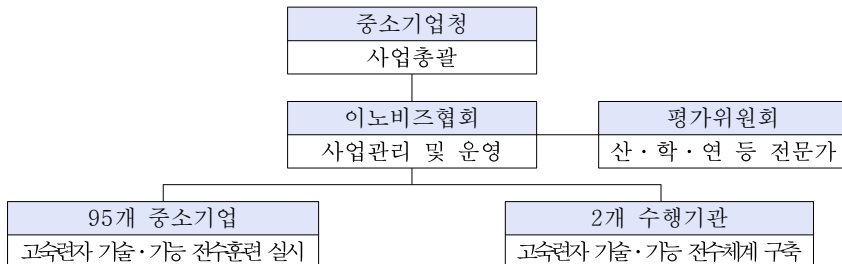 중소기업청
사업총괄
이노비즈협회
사업관리 및 운영
평가위원회
산・학・연 등 전문가
95개 중소기업
고숙련자 기술・기능 전수훈련 실시
2개 수행기관
고숙련자 기술・기능 전수체계 구축